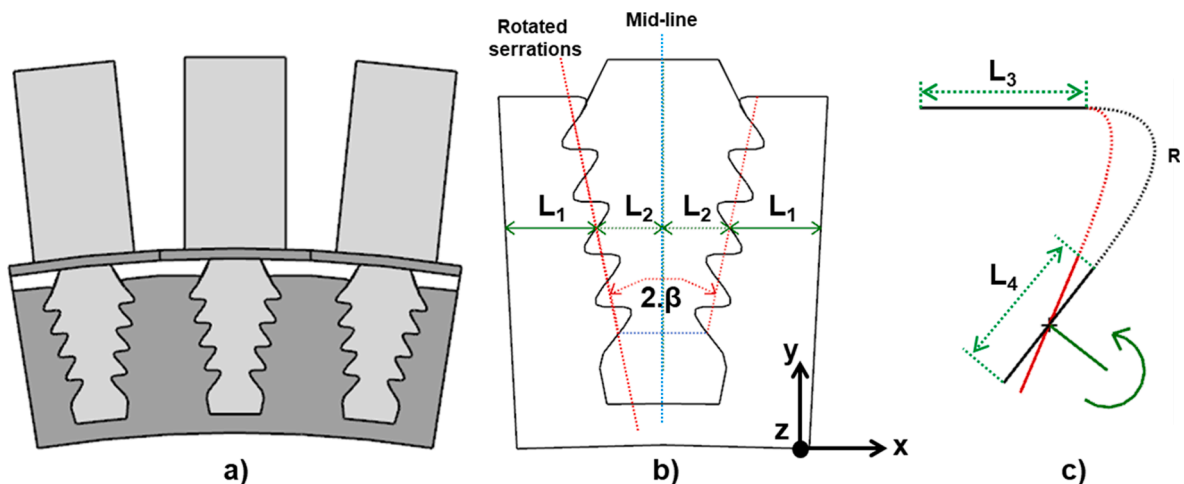 Rotated
serrations
Mid-line
L₁
L₂
L₂
L₁
2.β
y
z
x
L₃
R
L₄
a)
b)
c)